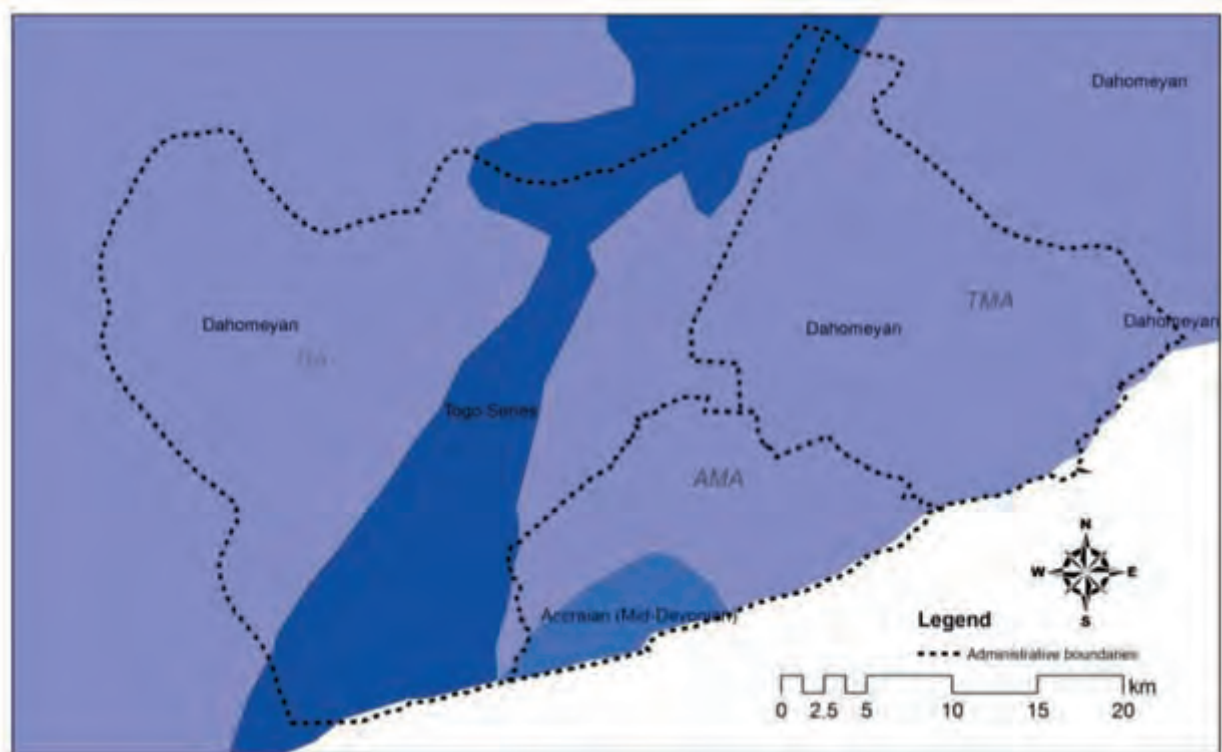 Dahomeyan
TMA
Dahomeyan
Dahomeyan
Dahomeyan
GA
Togo Series
AMA
Accraian (Mid-Devonian)
N
W
E
S
Legend
Administrative boundaries
km
0 2.5 5 10 15 20